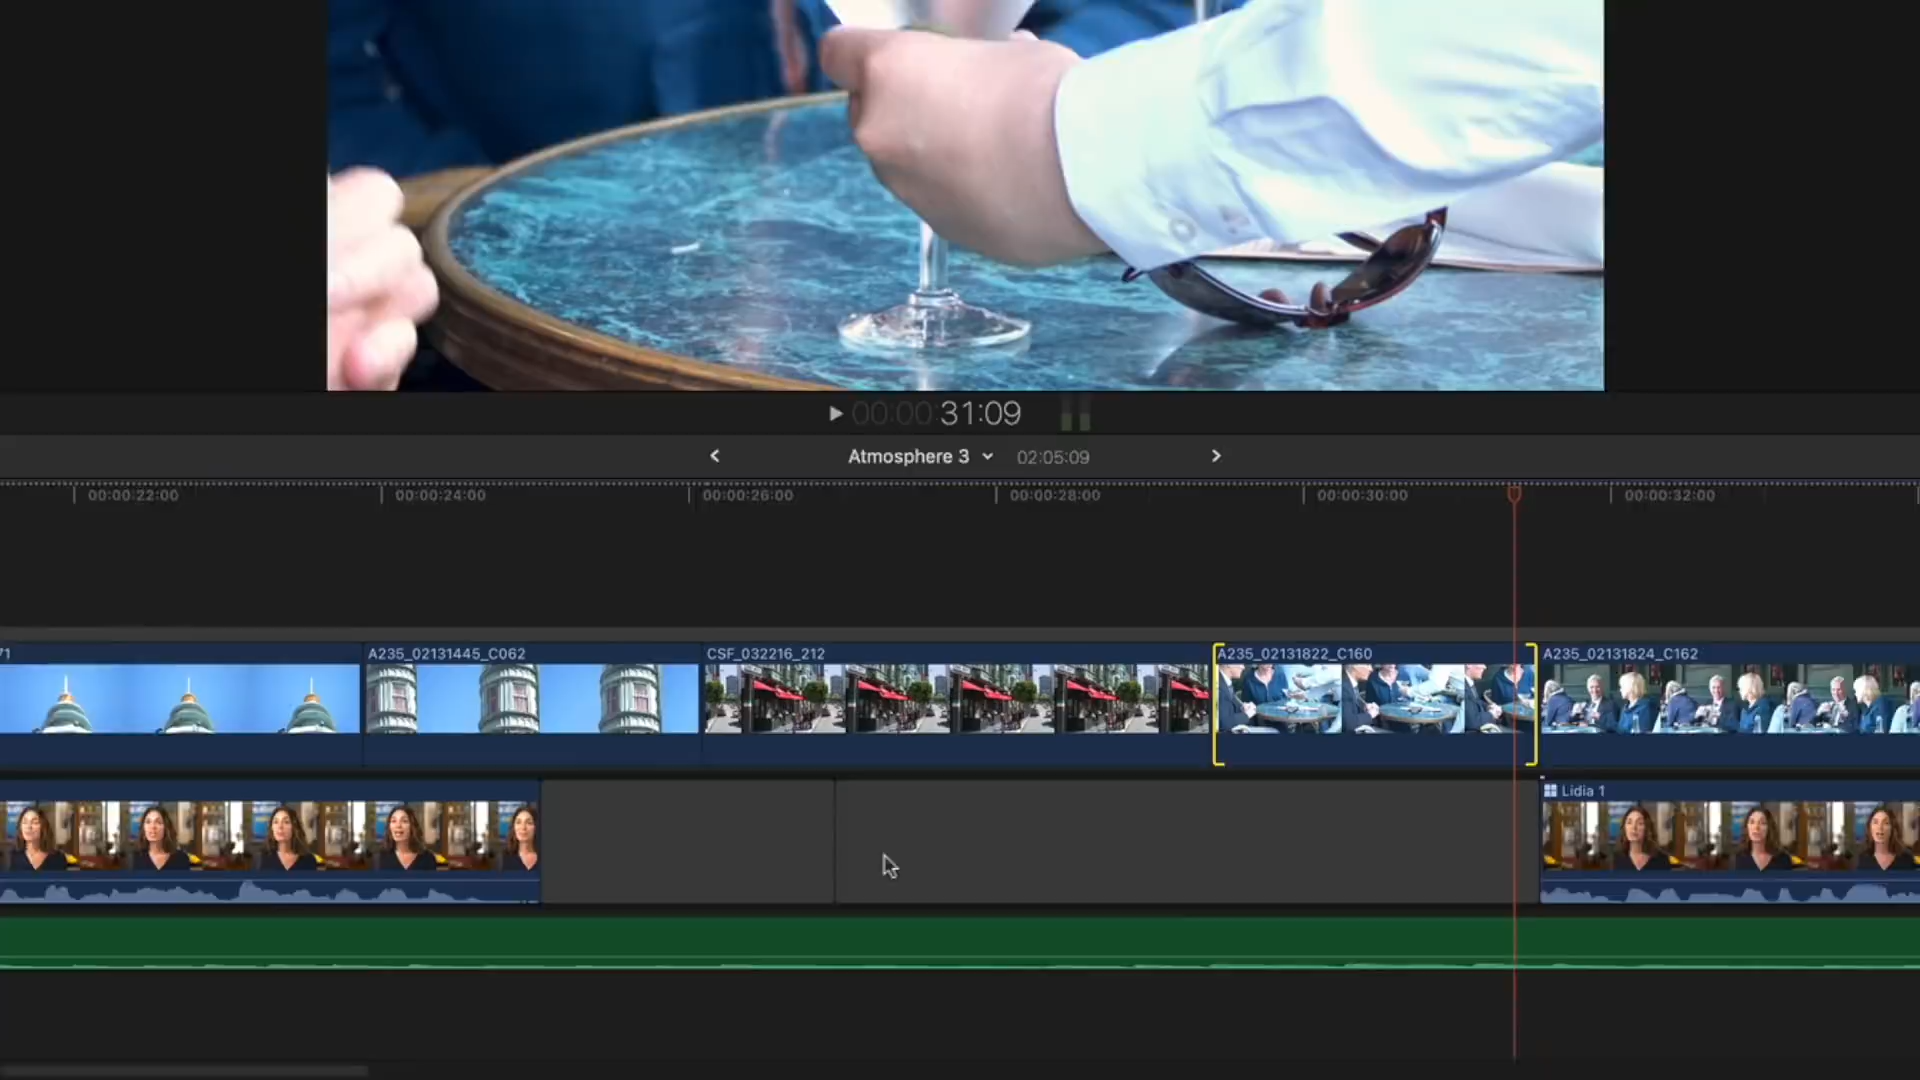 00:00:31:09
Atmosphere 3 02:05:09
00:00:22:00 00:00:24:00 00:00:26:00 00:00:28:00 00:00:30:00 00:00:32:00
71 A235_02131445_C062 CSF_032216_212 A235_02131822_C160 A235_02131824_C162
Lidia 1